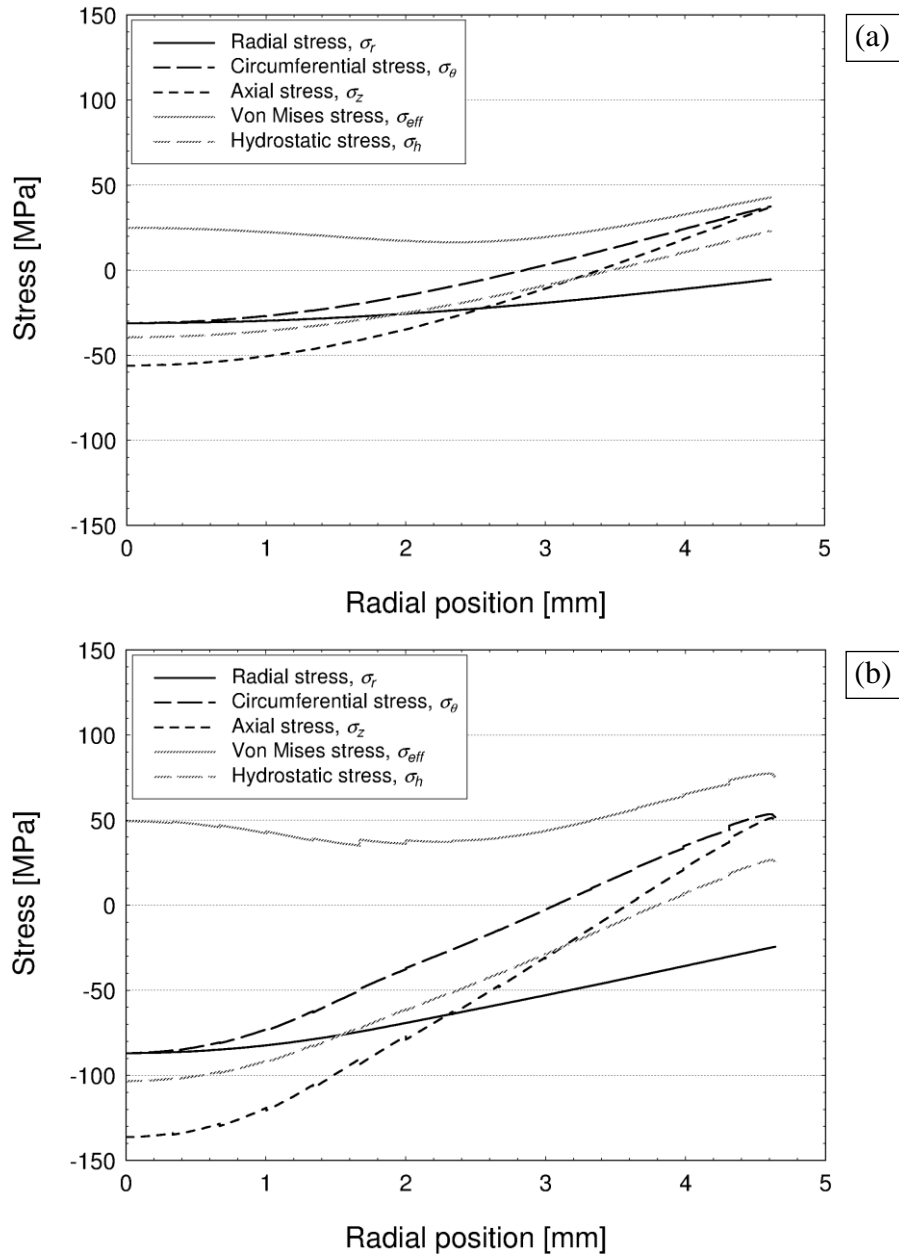 150
(a)
Radial stress, σr
Circumferential stress, σθ
100
Axial stress, σz
Von Mises stress, σeff
Hydrostatic stress, σh
50
0
-50
-100
-150
Stress [MPa]
0 1 2 3 4 5
Radial position [mm]
150
(b)
Radial stress, σr
Circumferential stress, σθ
100
Axial stress, σz
Von Mises stress, σeff
Hydrostatic stress, σh
50
0
-50
-100
-150
Stress [MPa]
0 1 2 3 4 5
Radial position [mm]